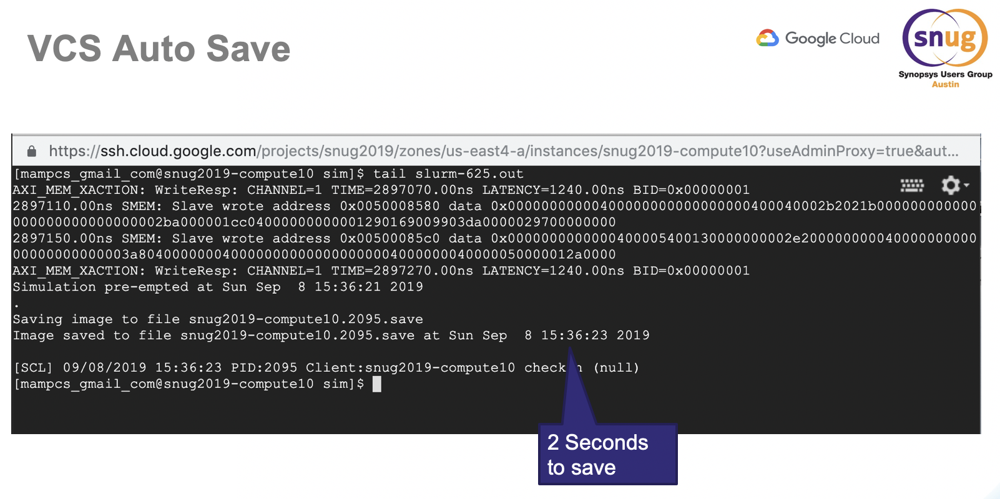 VCS Auto Save
Google Cloud
snug
Synopsys Users Group
Austin
https://ssh.cloud.google.com/projects/snug2019/zones/us-east4-a/instances/snug2019-compute10?useAdminProxy=true&aut...
[mampcs_gmail_com@snug2019-compute10 sim]$ tail slurm-625.out
AXI_MEM_XACTION: WriteResp: CHANNEL=1 TIME=2897070.00ns LATENCY=1240.00ns BID=0x00000001
2897110.00ns SMEM: Slave wrote address 0x0050008580 data 0x000000000000400000000000000000400040002b2021b000000000000
000000000000000002ba000001cc04000000000001290169009903da0000029700000000
2897150.00ns SMEM: Slave wrote address 0x00500085c0 data 0x0000000000000400005400130000000002e2000000000400000000000
00000000000003a80400000004000000000000000000004000000040000050000012a0000
AXI_MEM_XACTION: WriteResp: CHANNEL=1 TIME=2897270.00ns LATENCY=1240.00ns BID=0x00000001
Simulation pre-empted at Sun Sep  8 15:36:21 2019
.
Saving image to file snug2019-compute10.2095.save
Image saved to file snug2019-compute10.2095.save at Sun Sep  8 15:36:23 2019
[SCL] 09/08/2019 15:36:23 PID:2095 Client:snug2019-compute10 check n (null)
[mampcs_gmail_com@snug2019-compute10 sim]$
2 Seconds
to save